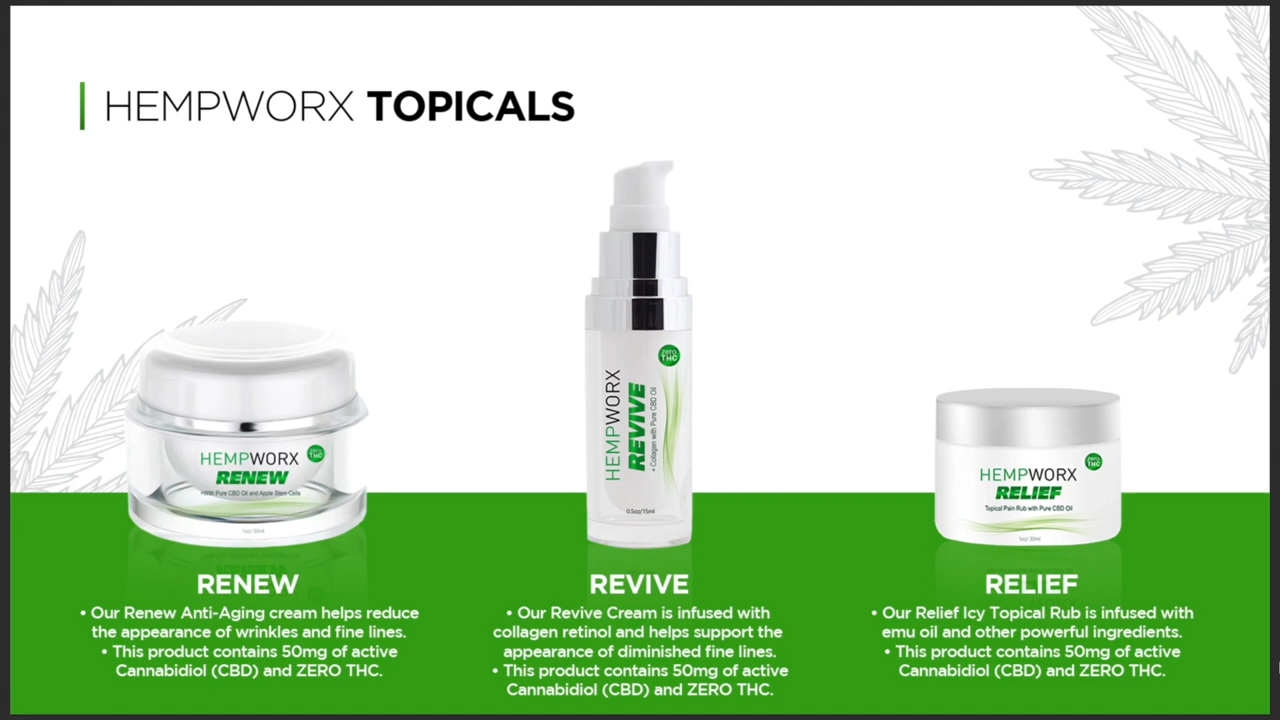 HEMPWORX TOPICALS
HEMPWORX
zero THC
RENEW
+With Pure CBD Oil and Apple Stem Cells
1oz/ 30ml
zero THC
HEMPWORX
REVIVE
+ Collagen with Pure CBD Oil
0.5oz/15ml
HEMPWORX
zero THC
RELIEF
Topical Pain Rub with Pure CBD Oil
1oz/ 30ml
RENEW
• Our Renew Anti-Aging cream helps reduce
the appearance of wrinkles and fine lines.
• This product contains 50mg of active
Cannabidiol (CBD) and ZERO THC.
REVIVE
• Our Revive Cream is infused with
collagen retinol and helps support the
appearance of diminished fine lines.
• This product contains 50mg of active
Cannabidiol (CBD) and ZERO THC.
RELIEF
• Our Relief Icy Topical Rub is infused with
emu oil and other powerful ingredients.
• This product contains 50mg of active
Cannabidiol (CBD) and ZERO THC.